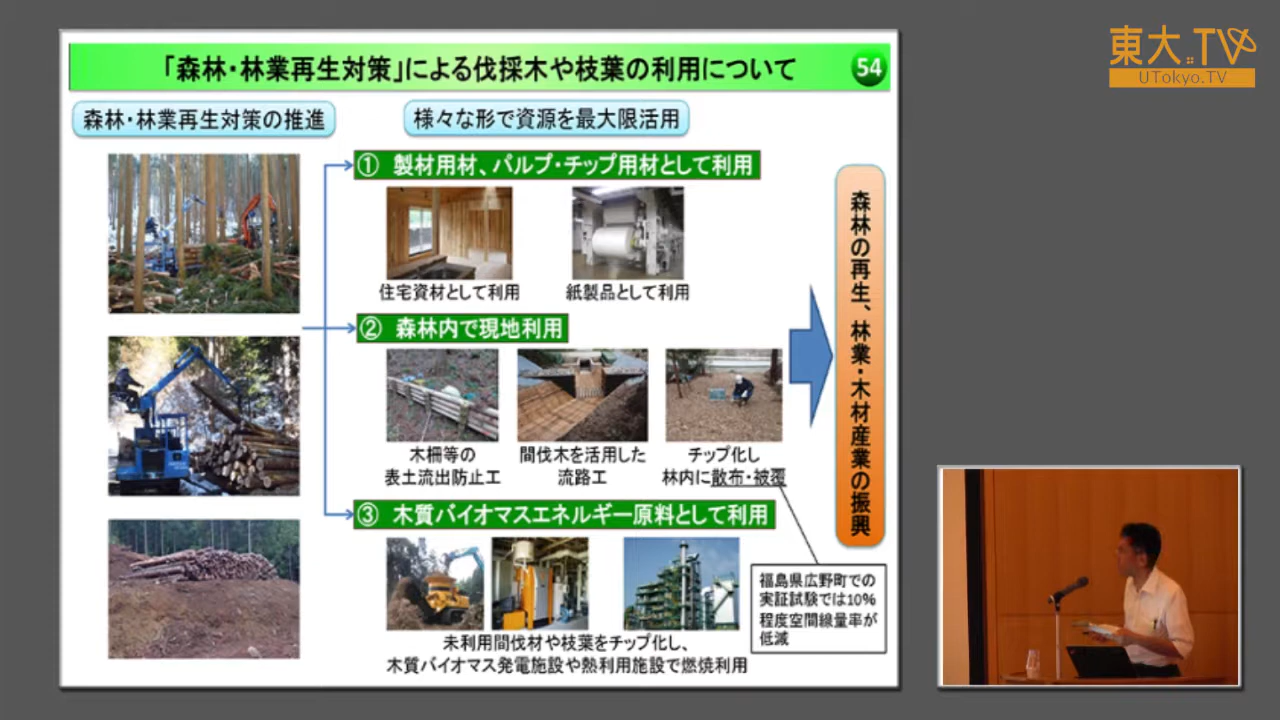 「森林・林業再生対策」による伐採木や枝葉の利用について
54
東大.TV
UTokyo.TV
森林・林業再生対策の推進
様々な形で資源を最大限活用
① 製材用材、パルプ・チップ用材として利用
住宅資材として利用
紙製品として利用
② 森林内で現地利用
木柵等の
表土流出防止工
間伐木を活用した
流路工
チップ化し
林内に散布・被覆
③ 木質バイオマスエネルギー原料として利用
未利用間伐材や枝葉をチップ化し、
木質バイオマス発電施設や熱利用施設で燃焼利用
福島県広野町での
実証試験では10%
程度空間線量率が
低減
森林の再生、林業・木材産業の振興